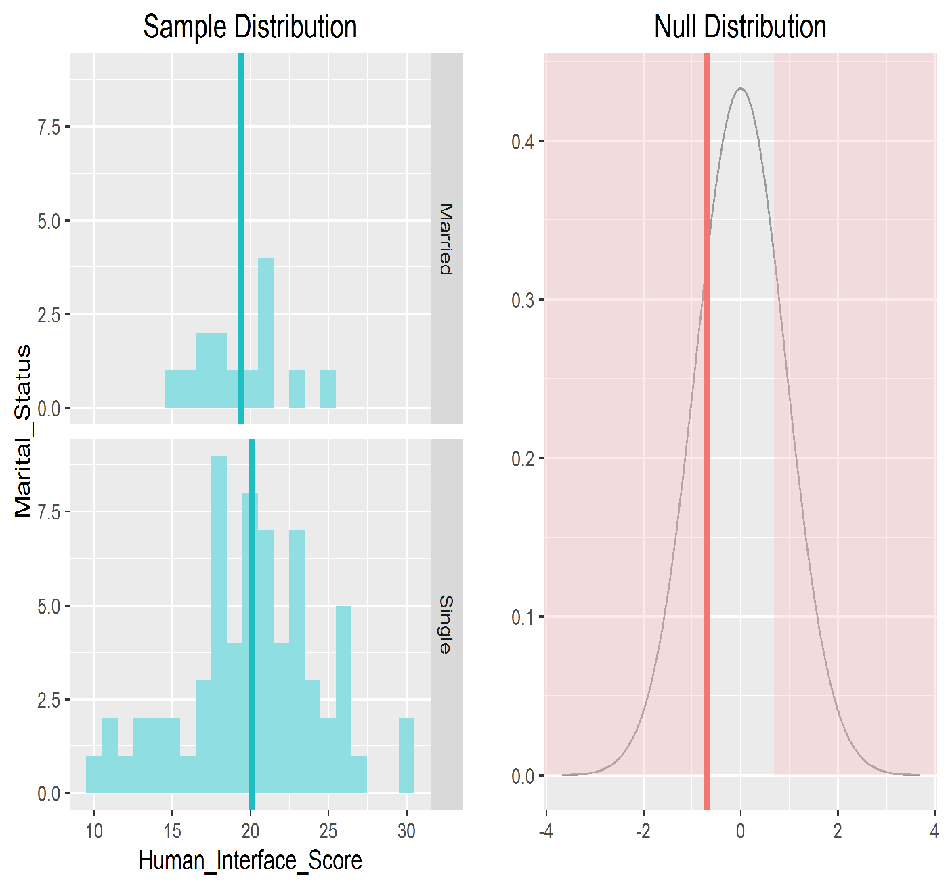 Sample Distribution
Null Distribution
Marital_Status
7.5
5.0
2.5
0.0
Married
7.5
5.0
2.5
0.0
Single
10 15 20 25 30
Human_Interface_Score
0.4
0.3
0.2
0.1
0.0
-4 -2 0 2 4